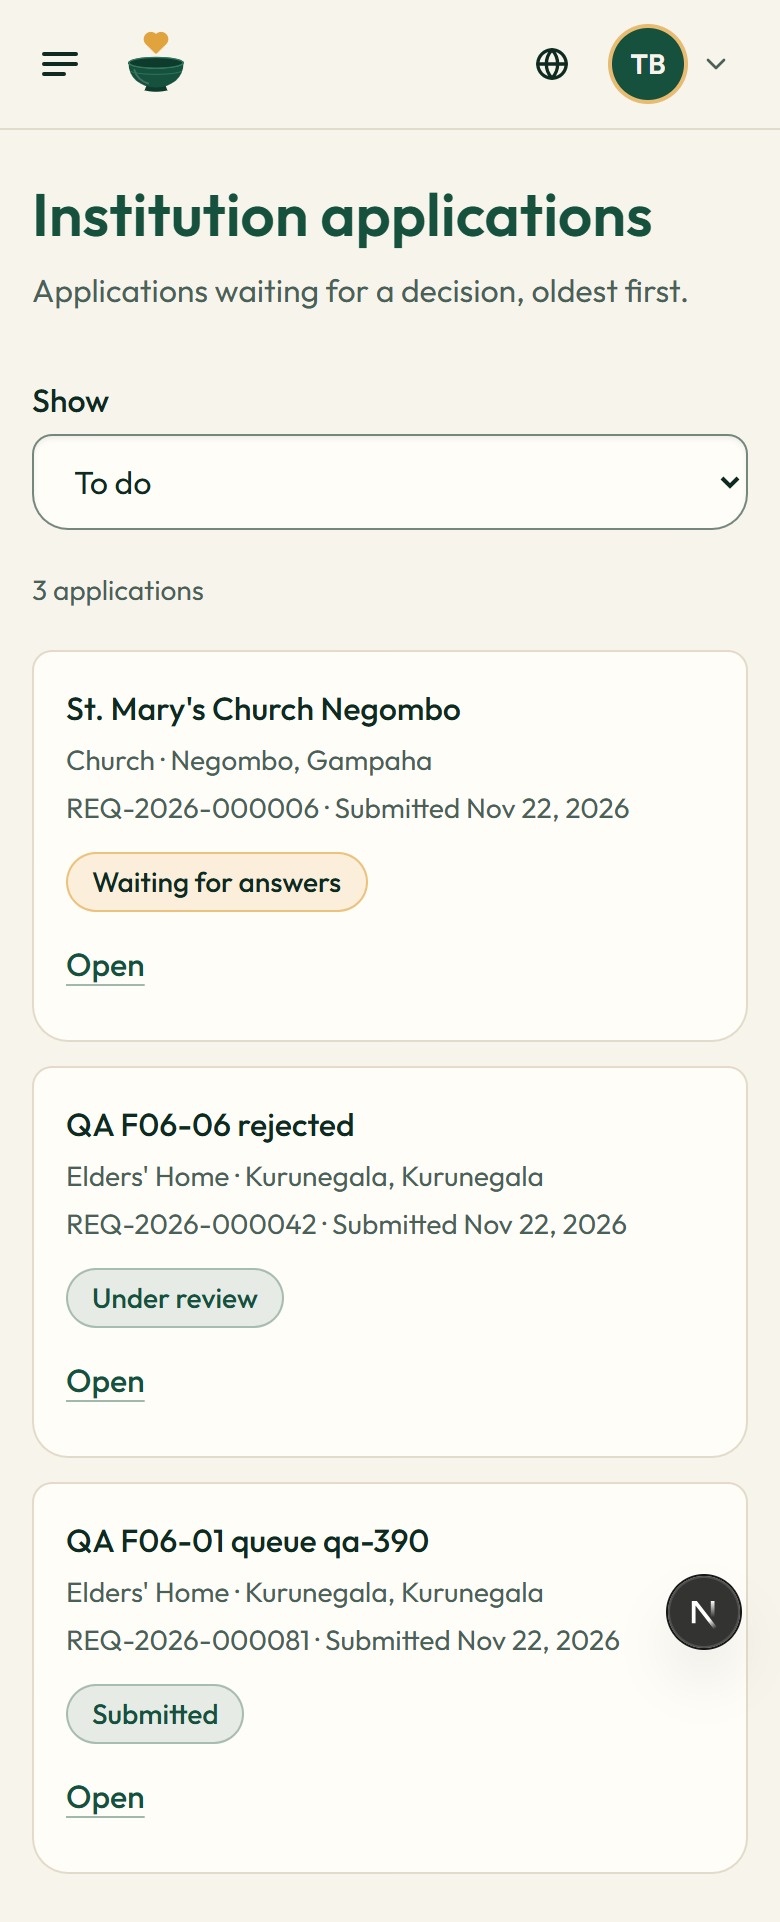 TB
Institution applications
Applications waiting for a decision, oldest first.
Show
To do
3 applications
St. Mary's Church Negombo
Church · Negombo, Gampaha
REQ-2026-000006 · Submitted Nov 22, 2026
Waiting for answers
Open
QA F06-06 rejected
Elders' Home · Kurunegala, Kurunegala
REQ-2026-000042 · Submitted Nov 22, 2026
Under review
Open
QA F06-01 queue qa-390
Elders' Home · Kurunegala, Kurunegala
N
REQ-2026-000081 · Submitted Nov 22, 2026
Submitted
Open